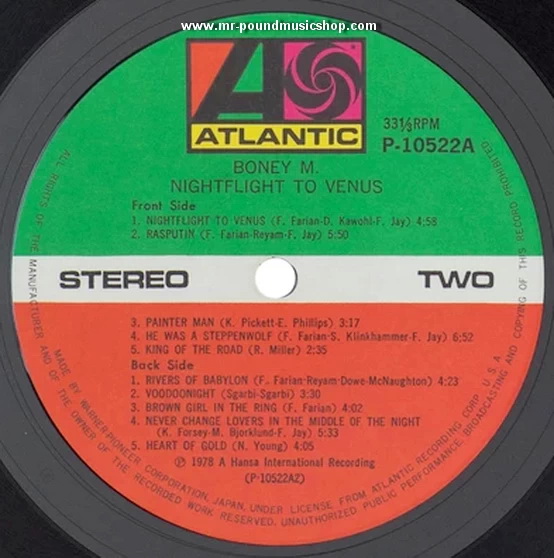 www.mr-poundmusicshop.com
ATLANTIC
33⅓RPM
P-10522A
BONEY M.
NIGHTFLIGHT TO VENUS
Front Side
1. NIGHTFLIGHT TO VENUS (F. Farian-D. Kawohl-F. Jay) 4:58
2. RASPUTIN (F. Farian-Reyam-F. Jay) 5:50
STEREO
TWO
3. PAINTER MAN (K. Pickett-E. Phillips) 3:17
4. HE WAS A STEPPENWOLF (F. Farian-S. Klinkhammer-F. Jay) 6:52
5. KING OF THE ROAD (R. Miller) 2:35
Back Side
1. RIVERS OF BABYLON (F. Farian-Reyam-Dowe-McNaughton) 4:23
2. VOODOONIGHT (Sgarbi-Sgarbi) 3:30
3. BROWN GIRL IN THE RING (F. Farian) 4:02
4. NEVER CHANGE LOVERS IN THE MIDDLE OF THE NIGHT
(K. Forsey-M. Bjorklund-F. Jay) 5:33
5. HEART OF GOLD (N. Young) 4:05
Ⓟ 1978 A Hansa International Recording
(P-10522A2)
MADE BY WARNER-PIONEER CORPORATION, JAPAN, UNDER LICENSE FROM ATLANTIC RECORDING CORP. U.S.A.
ALL RIGHTS OF THE MANUFACTURER AND OF THE OWNER OF THE RECORDED WORK RESERVED. UNAUTHORIZED PUBLIC PERFORMANCE, BROADCASTING AND COPYING OF THIS RECORD PROHIBITED